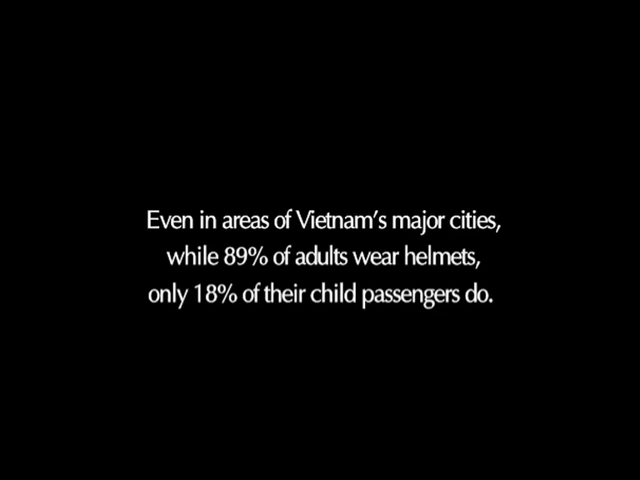 Even in areas of Vietnam's major cities,
while 89% of adults wear helmets,
only 18% of their child passengers do.